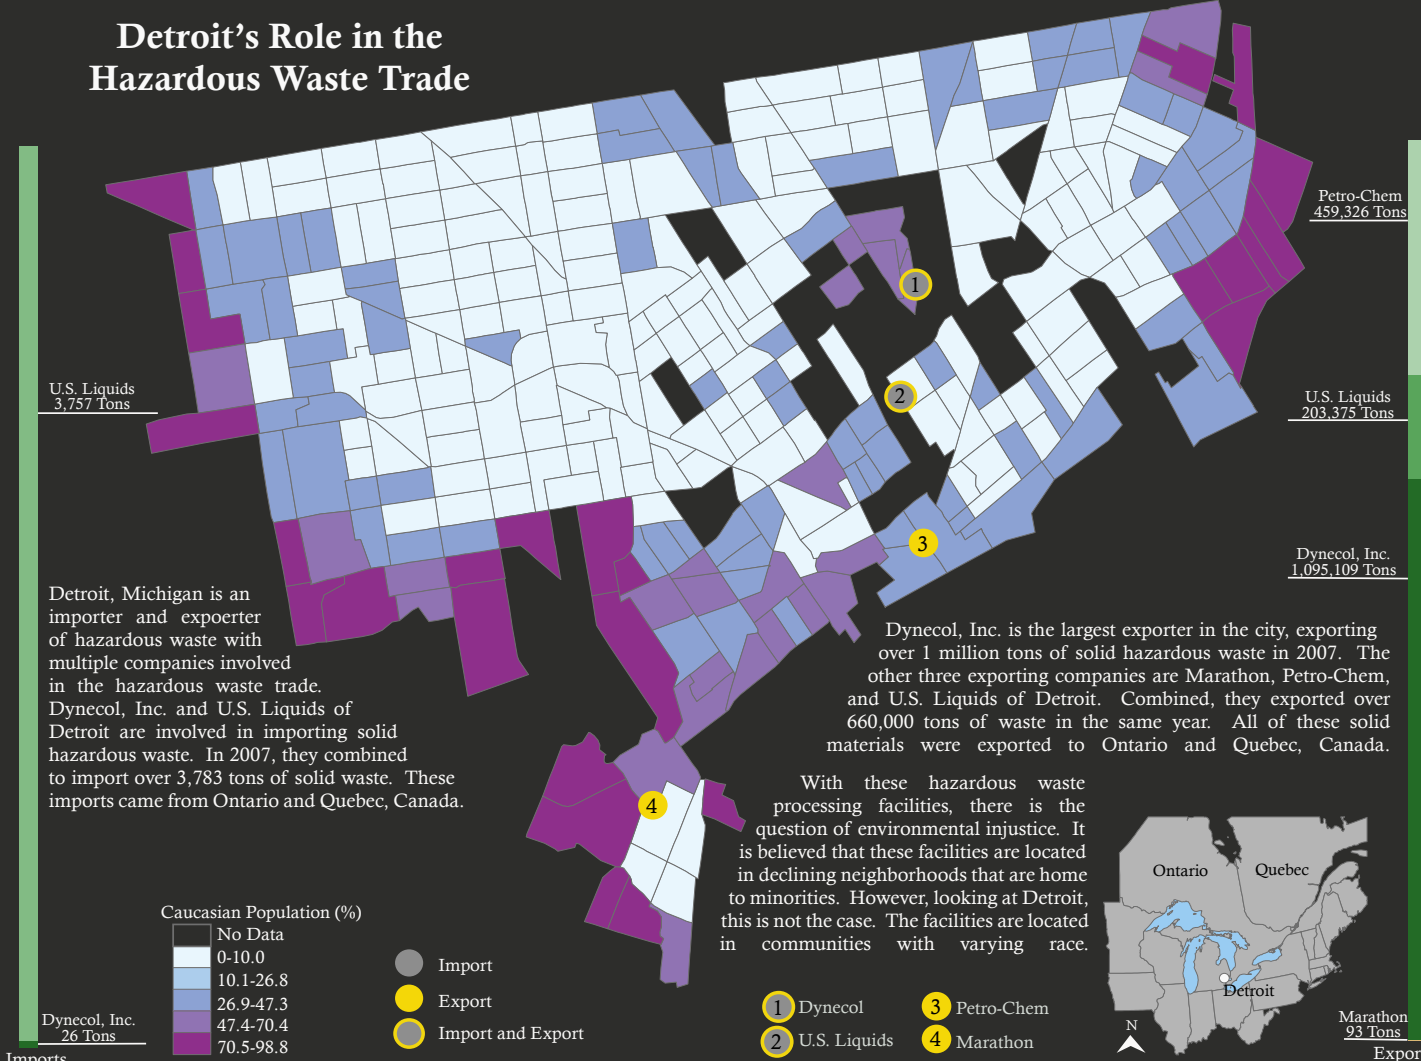 Detroit's Role in the
Hazardous Waste Trade
U.S. Liquids
3,757 Tons
Dynecol, Inc.
26 Tons
Imports
Petro-Chem
459,326 Tons
U.S. Liquids
203,375 Tons
Dynecol, Inc.
1,095,109 Tons
Marathon
93 Tons
Expor
1
2
3
4
Detroit, Michigan is an
importer and expoerter
of hazardous waste with
multiple companies involved
in the hazardous waste trade.
Dynecol, Inc. and U.S. Liquids of
Detroit are involved in importing solid
hazardous waste. In 2007, they combined
to import over 3,783 tons of solid waste. These
imports came from Ontario and Quebec, Canada.
Dynecol, Inc. is the largest exporter in the city, exporting
over 1 million tons of solid hazardous waste in 2007. The
other three exporting companies are Marathon, Petro-Chem,
and U.S. Liquids of Detroit. Combined, they exported over
660,000 tons of waste in the same year. All of these solid
materials were exported to Ontario and Quebec, Canada.
With these hazardous waste
processing facilities, there is the
question of environmental injustice. It
is believed that these facilities are located
in declining neighborhoods that are home
to minorities. However, looking at Detroit,
this is not the case. The facilities are located
in communities with varying race.
Caucasian Population (%)
No Data
0-10.0
10.1-26.8
26.9-47.3
47.4-70.4
70.5-98.8
Import
Export
Import and Export
1 Dynecol
2 U.S. Liquids
3 Petro-Chem
4 Marathon
Ontario
Quebec
Detroit
N